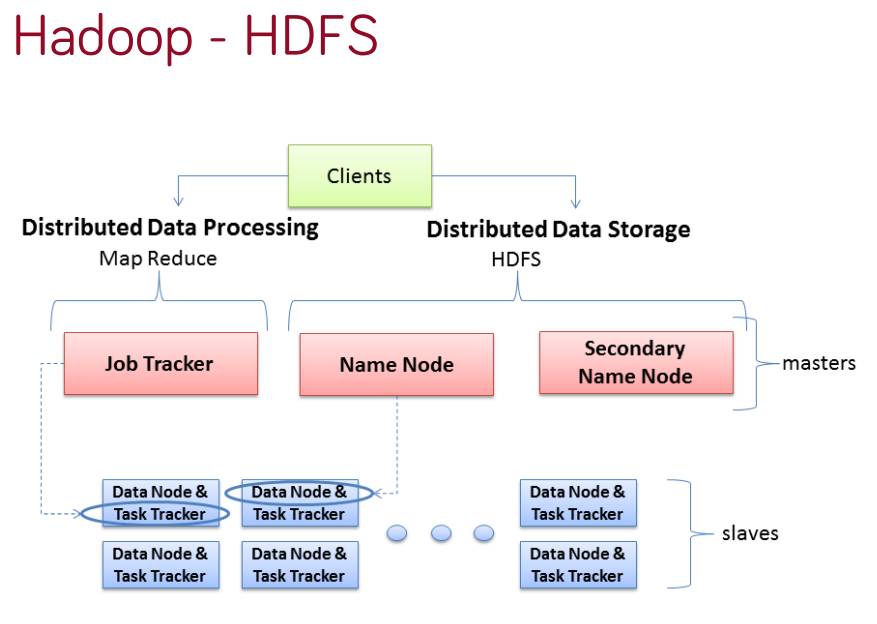 Hadoop - HDFS
Clients
Distributed Data Processing
Map Reduce
Distributed Data Storage
HDFS
Job Tracker
Name Node
Secondary
Name Node
masters
Data Node &
Task Tracker
Data Node &
Task Tracker
Data Node &
Task Tracker
Data Node &
Task Tracker
Data Node &
Task Tracker
Data Node &
Task Tracker
slaves